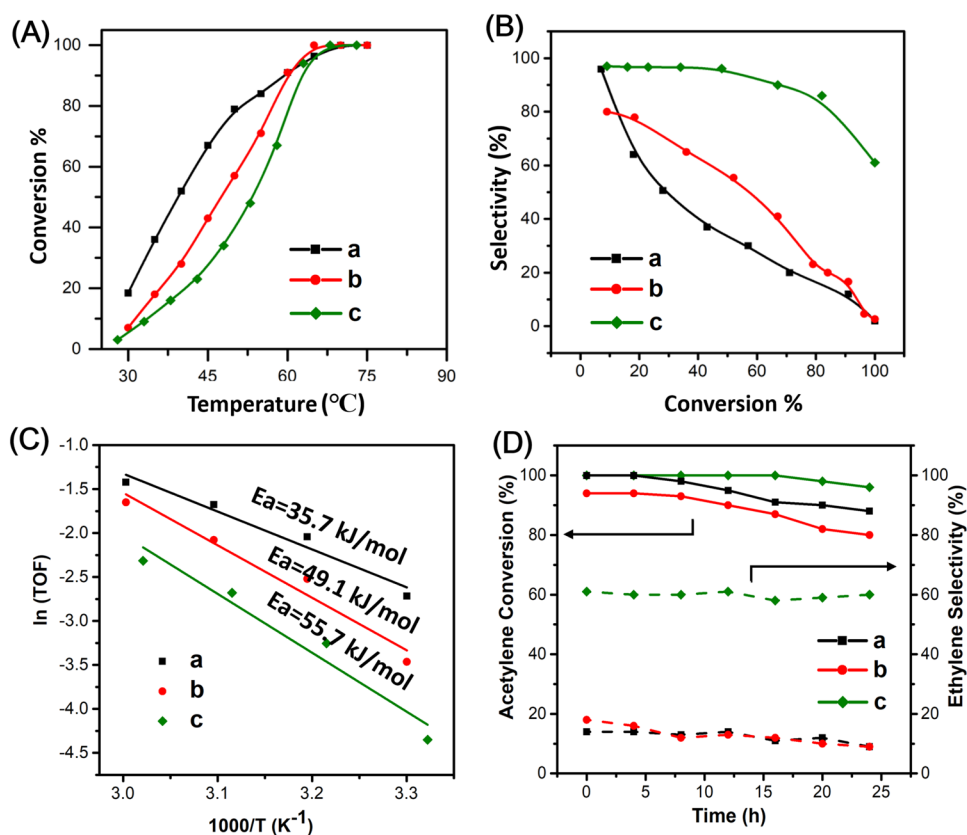 (A)
Conversion %
100
80
60
40
20
0
30
45
60
75
90
Temperature (°C)
a
b
c
(B)
Selectivity (%)
100
80
60
40
20
0
0
20
40
60
80
100
Conversion %
a
b
c
(C)
ln (TOF)
-1.0
-1.5
-2.0
-2.5
-3.0
-3.5
-4.0
-4.5
3.0
3.1
3.2
3.3
1000/T (K⁻¹)
Ea=35.7 kJ/mol
Ea=49.1 kJ/mol
Ea=55.7 kJ/mol
a
b
c
(D)
Acetylene Conversion (%)
100
80
60
40
20
0
0
5
10
15
20
25
Time (h)
100
80
60
40
20
0
Ethylene Selectivity (%)
a
b
c